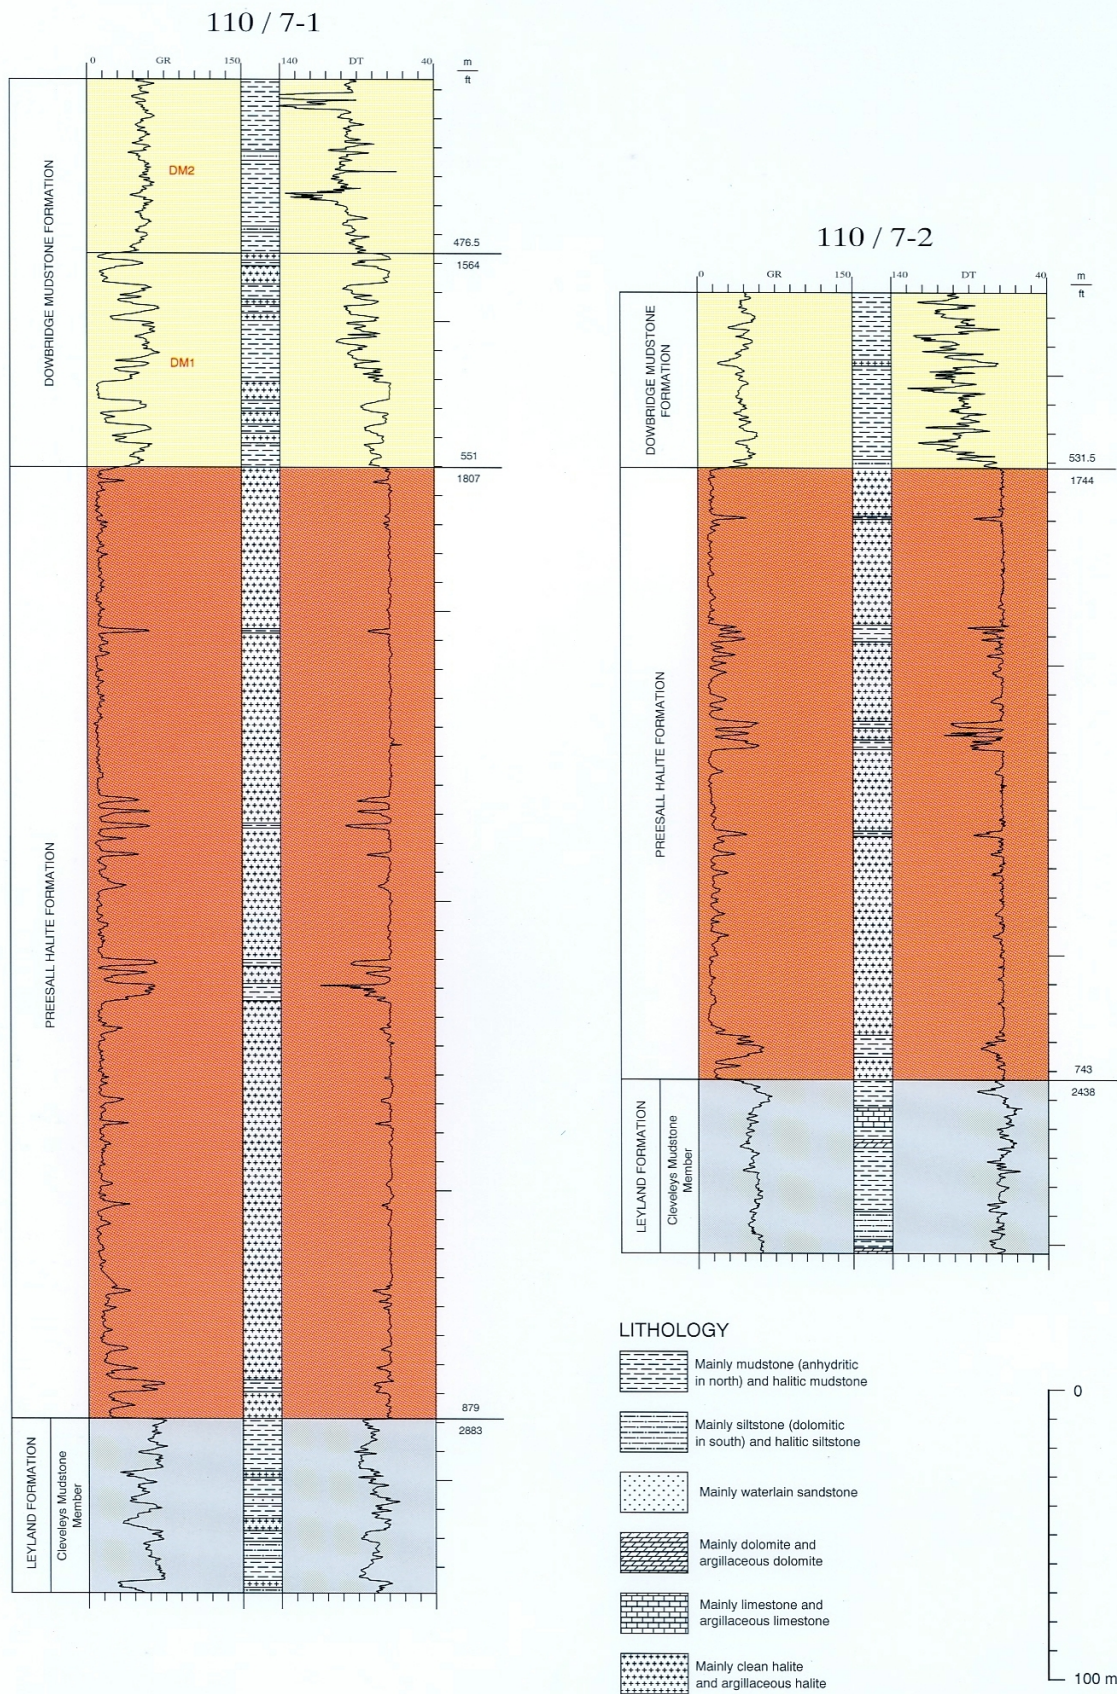 110 / 7-1
0 GR 150 140 DT 40 m
ft
DOWBRIDGE MUDSTONE FORMATION
DM2
476.5
1564
DM1
551
1807
PREESALL HALITE FORMATION
879
2883
LEYLAND FORMATION
Cleveleys Mudstone
Member
110 / 7-2
0 GR 150 140 DT 40 m
ft
DOWBRIDGE MUDSTONE
FORMATION
531.5
1744
PREESALL HALITE FORMATION
743
2438
LEYLAND FORMATION
Cleveleys Mudstone
Member
LITHOLOGY
Mainly mudstone (anhydritic
in north) and halitic mudstone
Mainly siltstone (dolomitic
in south) and halitic siltstone
Mainly waterlain sandstone
Mainly dolomite and
argillaceous dolomite
Mainly limestone and
argillaceous limestone
Mainly clean halite
and argillaceous halite
0
100 m